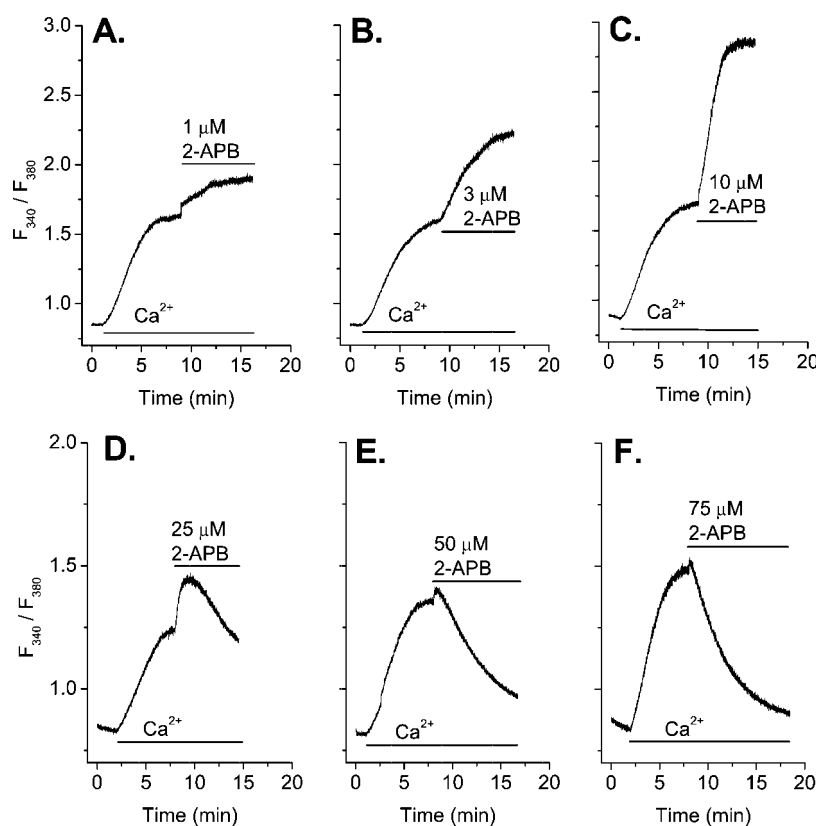 A.
B.
C.
3.0
2.5
2.0
1.5
1.0
F340 / F380
1 μM
2-APB
3 μM
2-APB
10 μM
2-APB
Ca2+
Ca2+
Ca2+
0 5 10 15 20
0 5 10 15 20
0 5 10 15 20
Time (min)
Time (min)
Time (min)
D.
E.
F.
2.0
1.5
1.0
F340 / F380
25 μM
2-APB
50 μM
2-APB
75 μM
2-APB
Ca2+
Ca2+
Ca2+
0 5 10 15 20
0 5 10 15 20
0 5 10 15 20
Time (min)
Time (min)
Time (min)